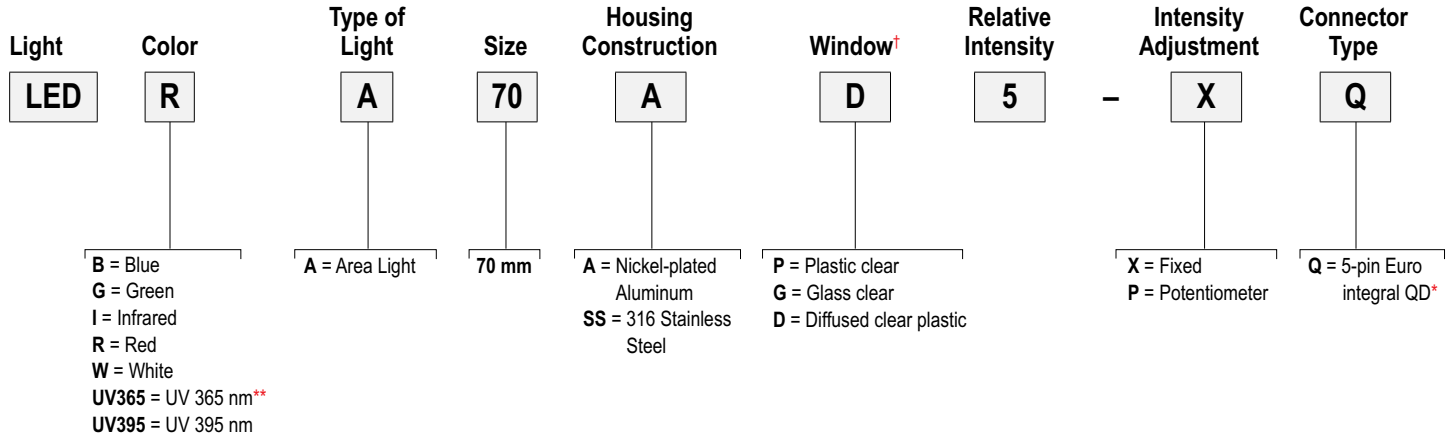 Light
Color
Type of
Light
Size
Housing
Construction
Window†
Relative
Intensity
Intensity
Adjustment
Connector
Type
LED
R
A
70
A
D
5
–
X
Q
B = Blue
G = Green
I = Infrared
R = Red
W = White
UV365 = UV 365 nm**
UV395 = UV 395 nm
A = Area Light
70 mm
A = Nickel-plated
Aluminum
SS = 316 Stainless
Steel
P = Plastic clear
G = Glass clear
D = Diffused clear plastic
X = Fixed
P = Potentiometer
Q = 5-pin Euro
integral QD*